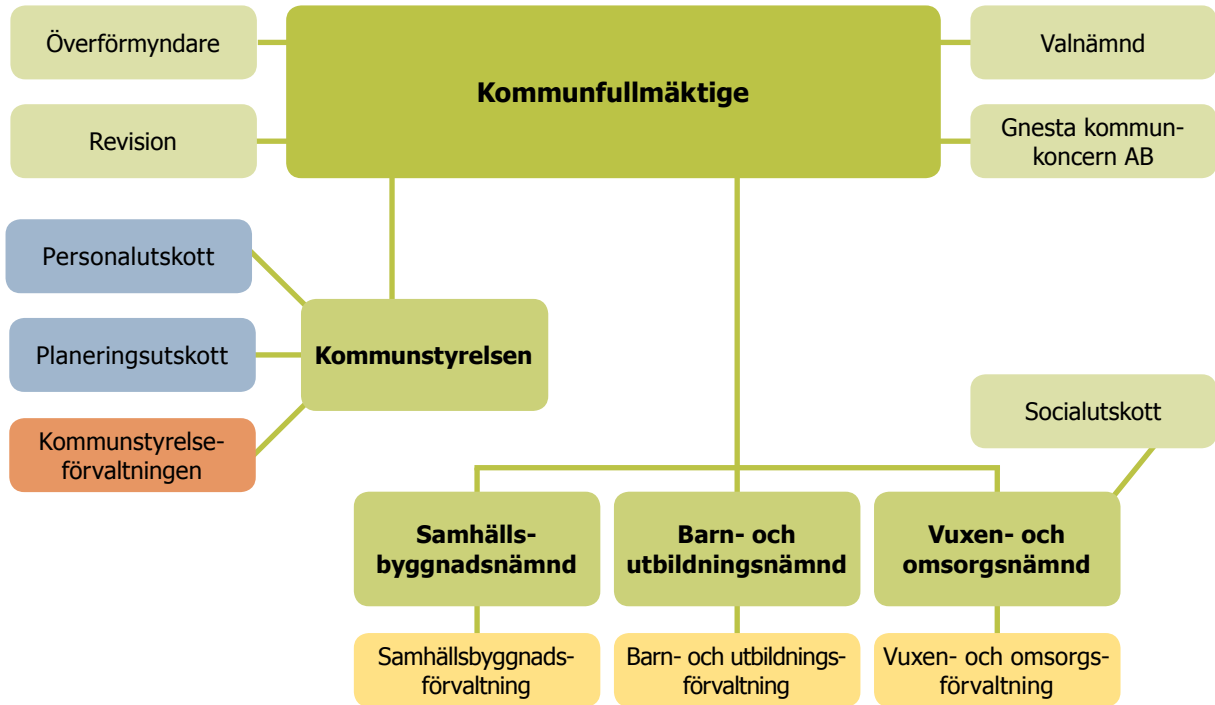 Överförmyndare
Kommunfullmäktige
Valnämnd
Revision
Gnesta kommun-
koncern AB
Personalutskott
Planeringsutskott
Kommunstyrelsen
Kommunstyrelse-
förvaltningen
Socialutskott
Samhälls-
byggnadsnämnd
Barn- och
utbildningsnämnd
Vuxen- och
omsorgsnämnd
Samhällsbyggnads-
förvaltning
Barn- och utbildnings-
förvaltning
Vuxen- och omsorgs-
förvaltning